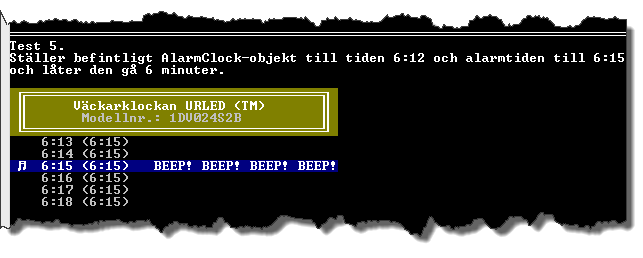 Test 5.
Ställer befintligt AlarmClock-objekt till tiden 6:12 och alarmtiden till 6:15
och låter den gå 6 minuter.
Väckarklockan URLED (TM)
Modellnr.: 1DV024S2B
6:13 (6:15)
6:14 (6:15)
♫ 6:15 (6:15) BEEP! BEEP! BEEP! BEEP!
6:16 (6:15)
6:17 (6:15)
6:18 (6:15)